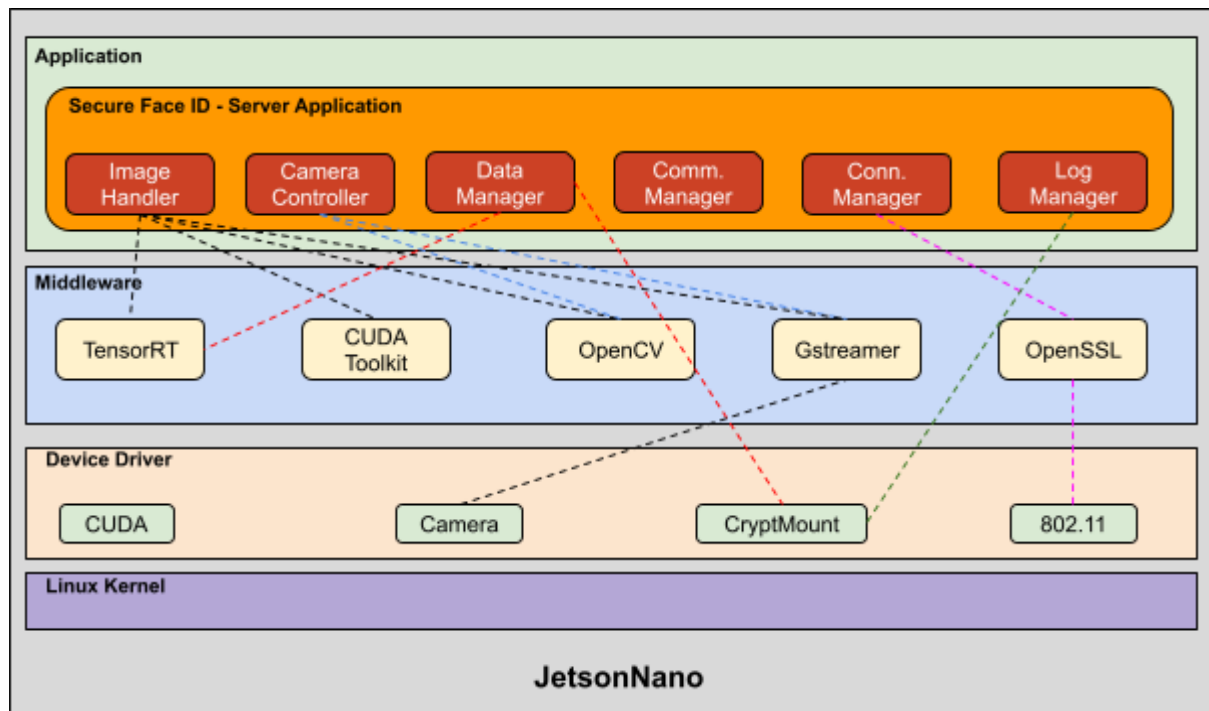 Application
Secure Face ID - Server Application
Image
Handler
Camera
Controller
Data
Manager
Comm.
Manager
Conn.
Manager
Log
Manager
Middleware
TensorRT
CUDA
Toolkit
OpenCV
Gstreamer
OpenSSL
Device Driver
CUDA
Camera
CryptMount
802.11
Linux Kernel
JetsonNano